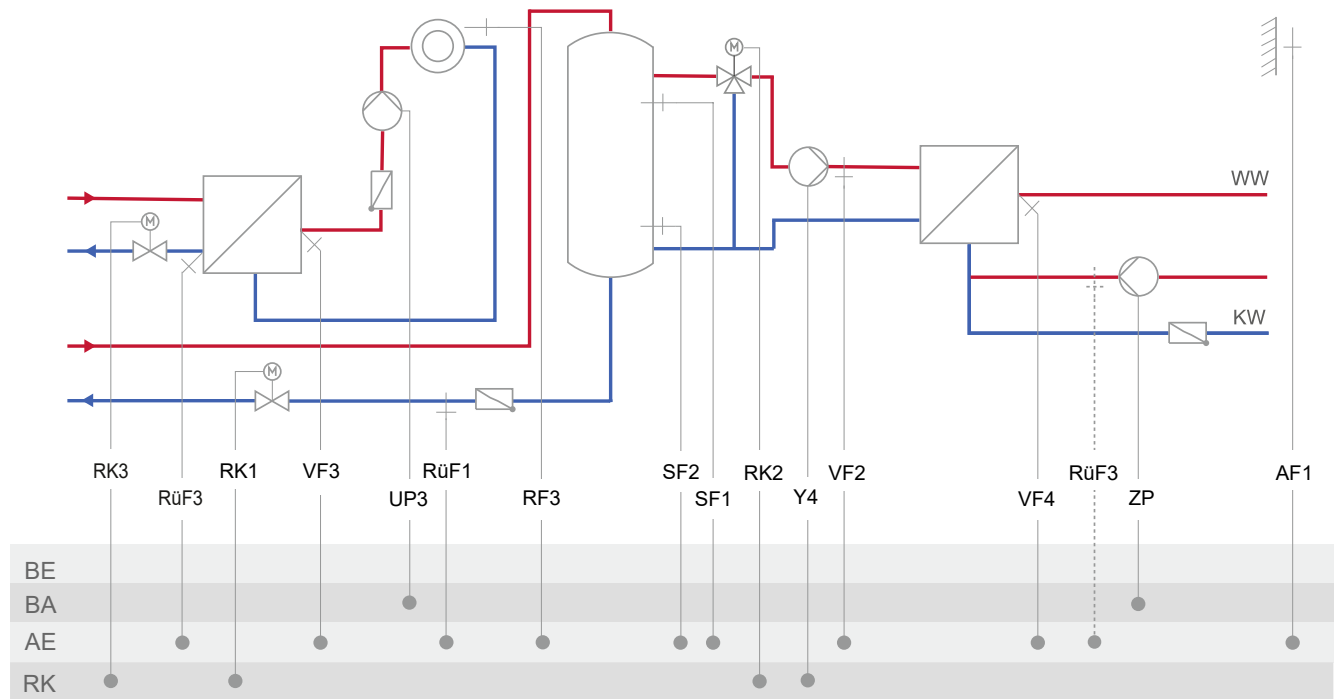 M
WW
M
KW
M
RK3
RK1
VF3
RüF1
SF2
RK2
VF2
RüF3
AF1
RüF3
UP3
RF3
SF1
Y4
VF4
ZP
BE
BA
AE
RK